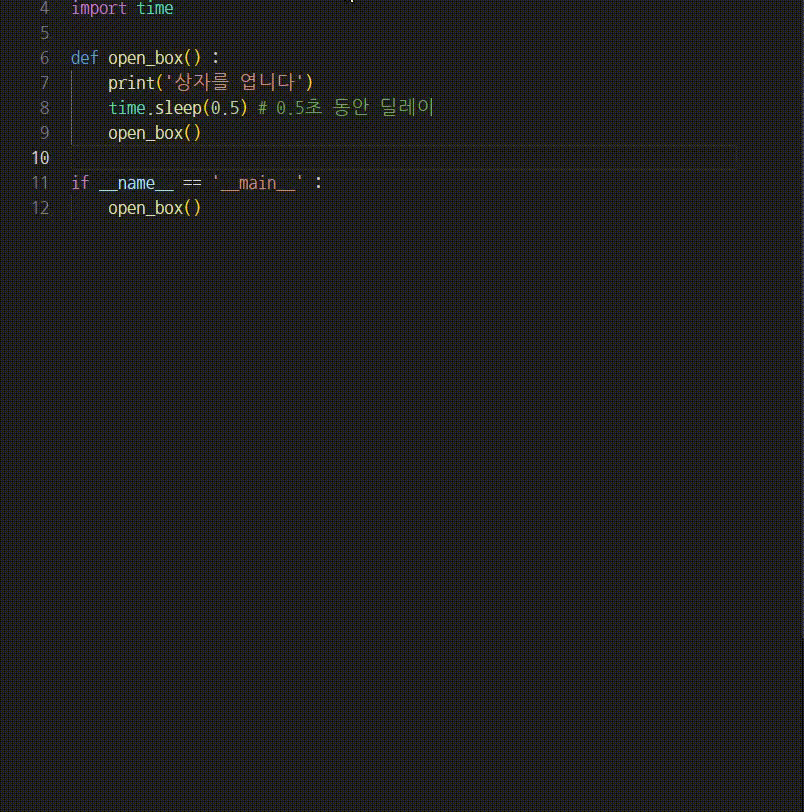 4 import time
5
6 def open_box() :
7     print('상자를 엽니다')
8     time.sleep(0.5) # 0.5초 동안 딜레이
9     open_box()
10
11 if __name__ == '__main__' :
12     open_box()